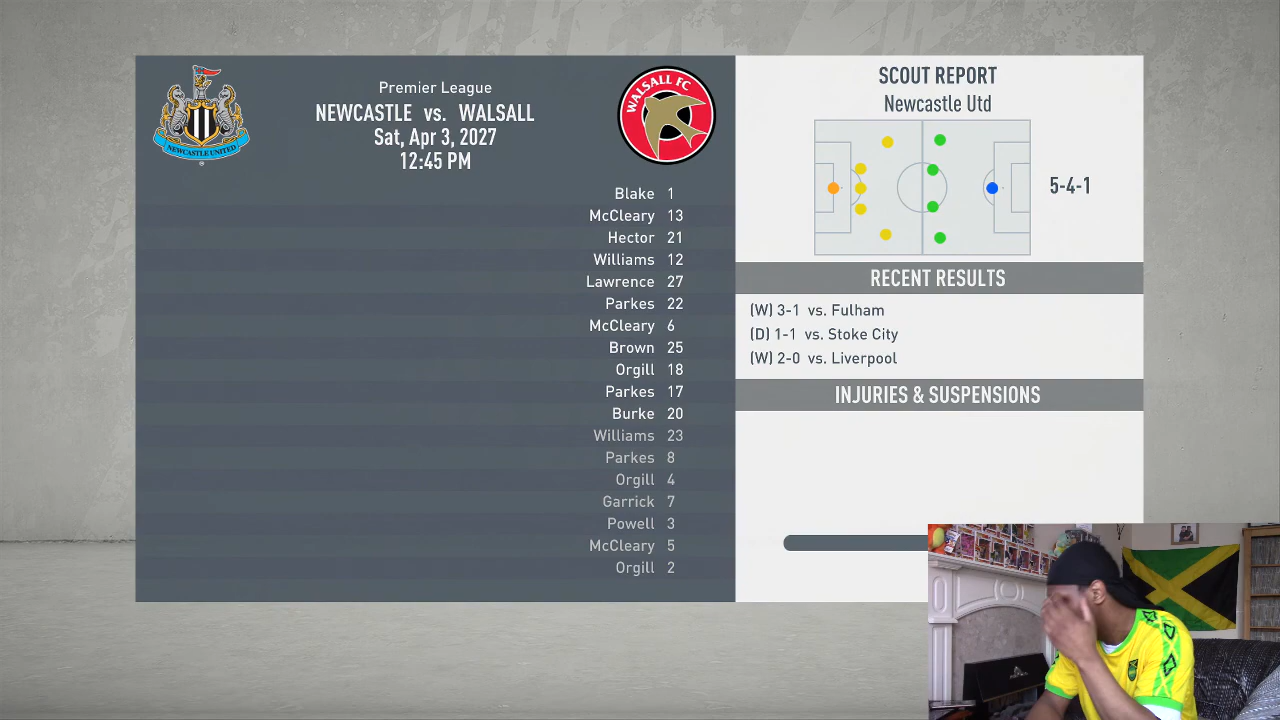 Premier League
NEWCASTLE vs. WALSALL
Sat, Apr 3, 2027
12:45 PM
NEWCASTLE UNITED
WALSALL FC
Blake 1
McCleary 13
Hector 21
Williams 12
Lawrence 27
Parkes 22
McCleary 6
Brown 25
Orgill 18
Parkes 17
Burke 20
Williams 23
Parkes 8
Orgill 4
Garrick 7
Powell 3
McCleary 5
Orgill 2
SCOUT REPORT
Newcastle Utd
5-4-1
RECENT RESULTS
(W) 3-1 vs. Fulham
(D) 1-1 vs. Stoke City
(W) 2-0 vs. Liverpool
INJURIES & SUSPENSIONS